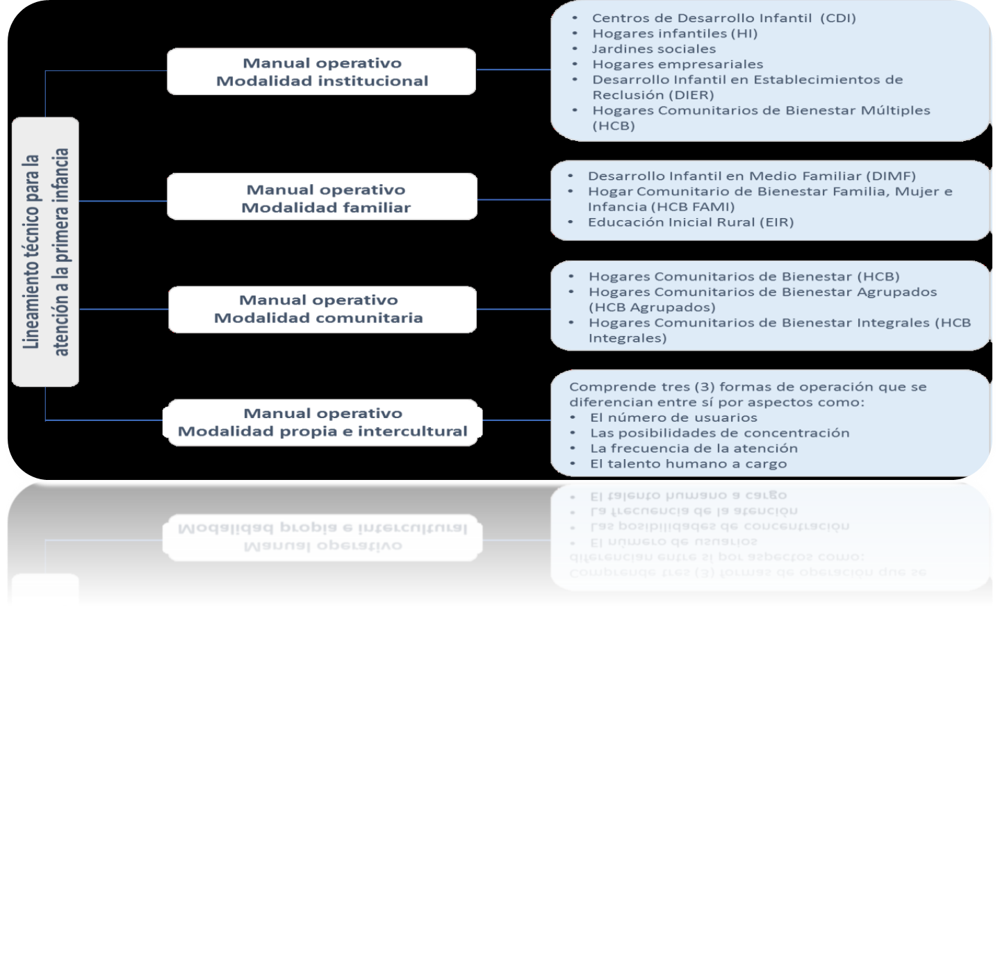 Lineamiento técnico para la
atención a la primera infancia
Manual operativo
Modalidad institucional
• Centros de Desarrollo Infantil (CDI)
• Hogares infantiles (HI)
• Jardines sociales
• Hogares empresariales
• Desarrollo Infantil en Establecimientos de
Reclusión (DIER)
• Hogares Comunitarios de Bienestar Múltiples
(HCB)
Manual operativo
Modalidad familiar
• Desarrollo Infantil en Medio Familiar (DIMF)
• Hogar Comunitario de Bienestar Familia, Mujer e
Infancia (HCB FAMI)
• Educación Inicial Rural (EIR)
Manual operativo
Modalidad comunitaria
• Hogares Comunitarios de Bienestar (HCB)
• Hogares Comunitarios de Bienestar Agrupados
(HCB Agrupados)
• Hogares Comunitarios de Bienestar Integrales (HCB
Integrales)
Manual operativo
Modalidad propia e intercultural
Comprende tres (3) formas de operación que se
diferencian entre sí por aspectos como:
• El número de usuarios
• Las posibilidades de concentración
• La frecuencia de la atención
• El talento humano a cargo